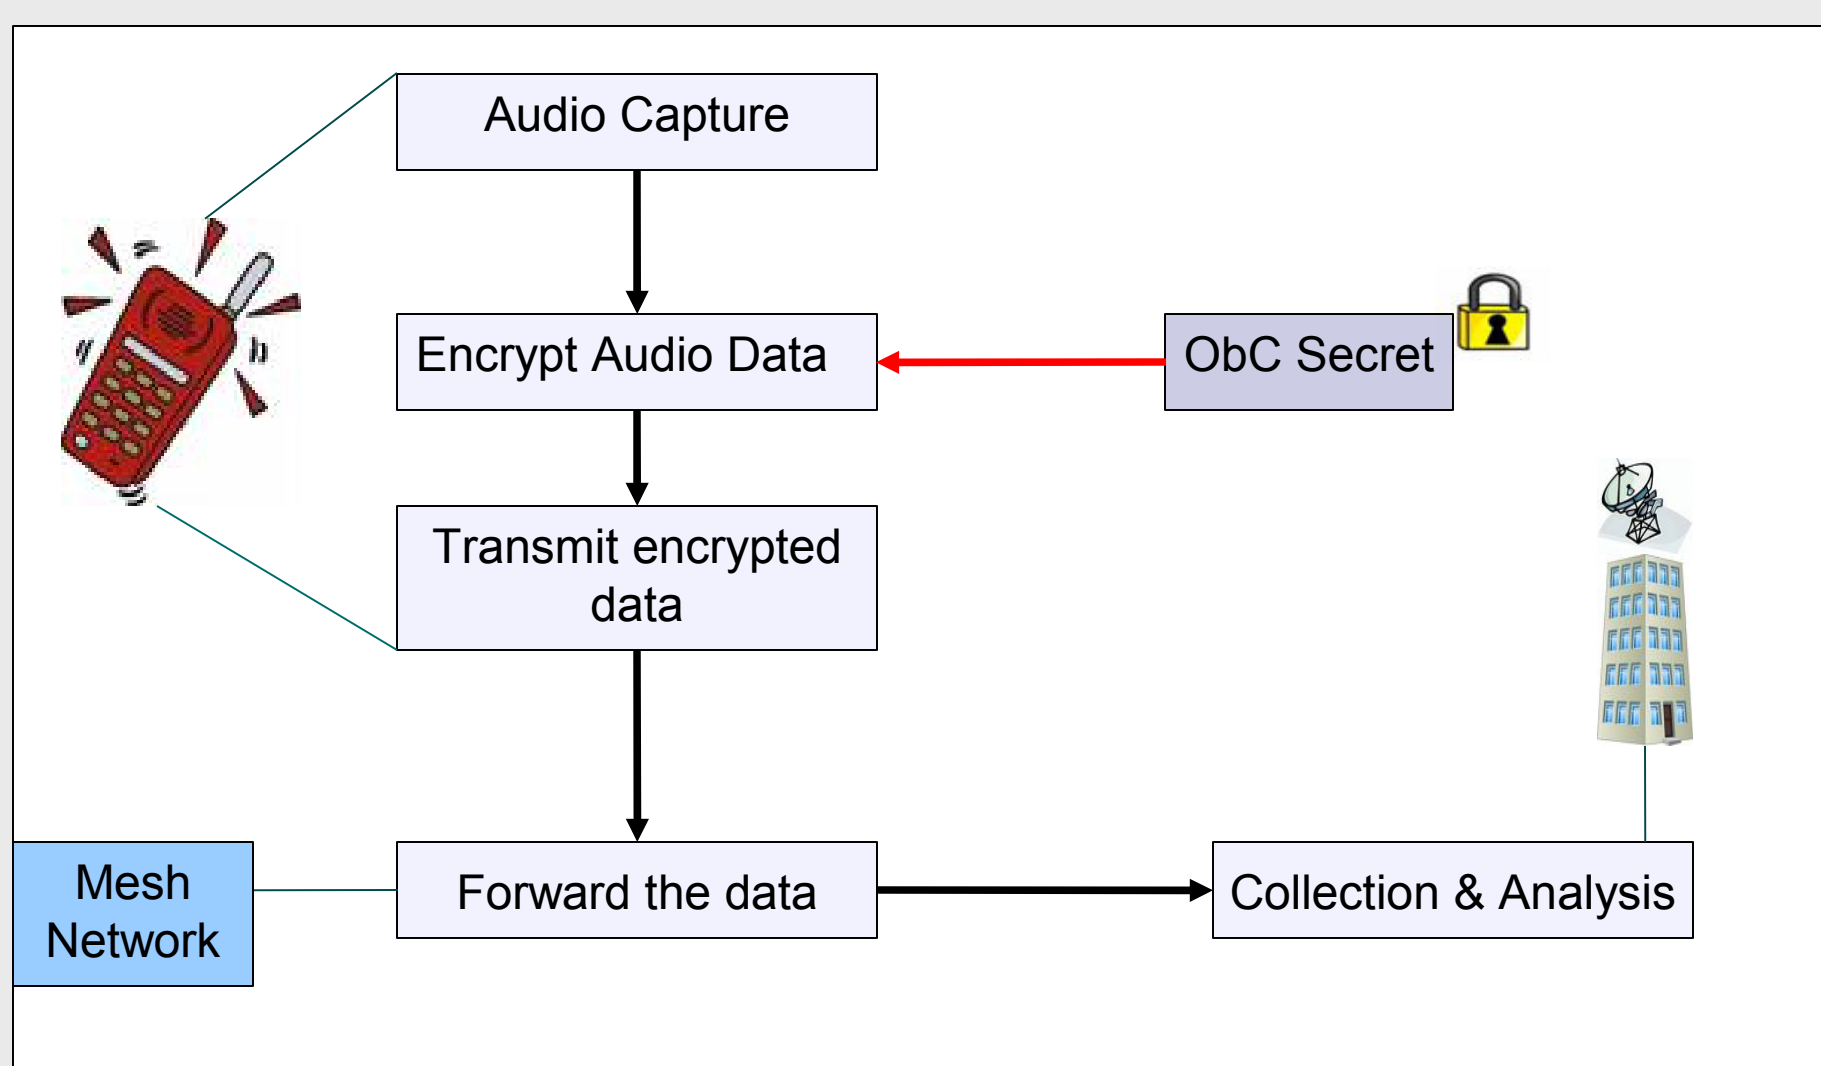 Audio Capture
Encrypt Audio Data
ObC Secret
Transmit encrypted
data
Mesh
Network
Forward the data
Collection & Analysis